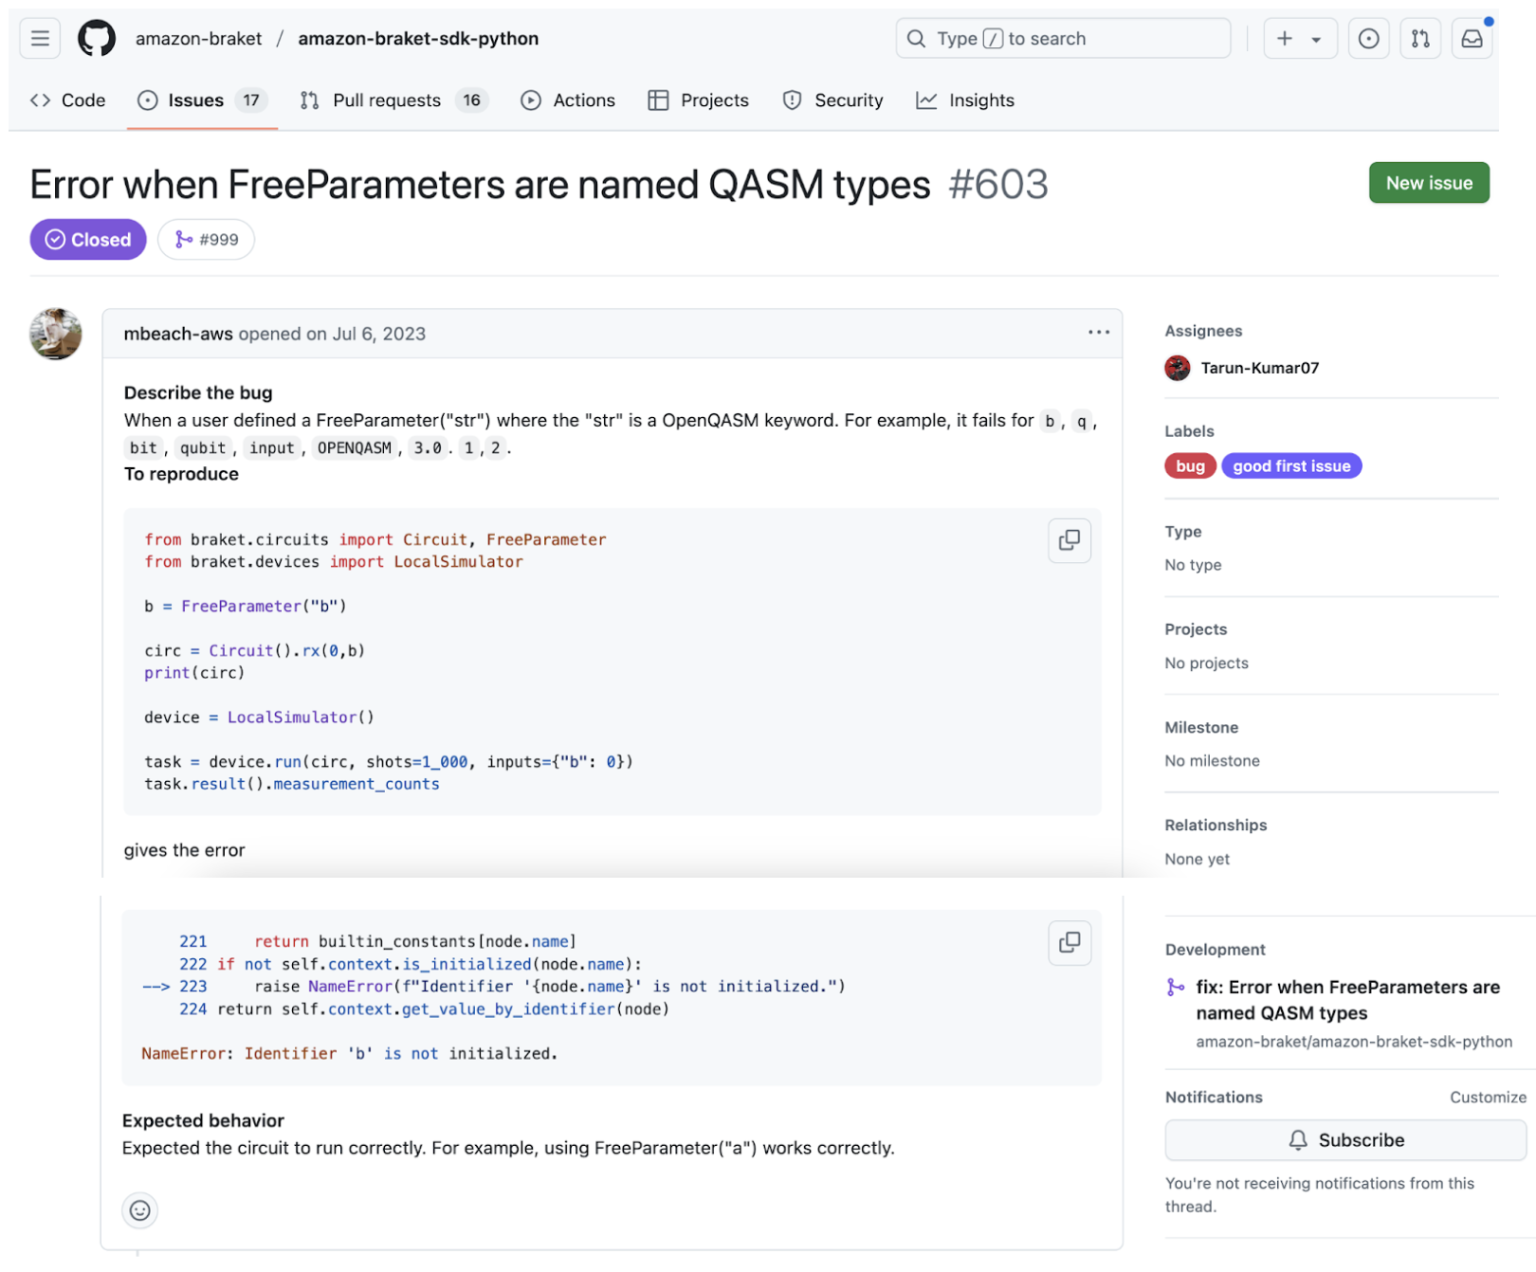 amazon-braket / amazon-braket-sdk-python
Type / to search
Code
Issues 17
Pull requests 16
Actions
Projects
Security
Insights
Error when FreeParameters are named QASM types #603
New issue
Closed
#999
mbeach-aws opened on Jul 6, 2023
Describe the bug
When a user defined a FreeParameter("str") where the "str" is a OpenQASM keyword. For example, it fails for b, q,
bit, qubit, input, OPENQASM, 3.0. 1,2.
To reproduce
from braket.circuits import Circuit, FreeParameter
from braket.devices import LocalSimulator
b = FreeParameter("b")
circ = Circuit().rx(0,b)
print(circ)
device = LocalSimulator()
task = device.run(circ, shots=1_000, inputs={"b": 0})
task.result().measurement_counts
gives the error
221 return builtin_constants[node.name]
222 if not self.context.is_initialized(node.name):
--> 223 raise NameError(f"Identifier '{node.name}' is not initialized.")
224 return self.context.get_value_by_identifier(node)
NameError: Identifier 'b' is not initialized.
Expected behavior
Expected the circuit to run correctly. For example, using FreeParameter("a") works correctly.
Assignees
Tarun-Kumar07
Labels
bug good first issue
Type
No type
Projects
No projects
Milestone
No milestone
Relationships
None yet
Development
fix: Error when FreeParameters are
named QASM types
amazon-braket/amazon-braket-sdk-python
Notifications Customize
Subscribe
You're not receiving notifications from this
thread.